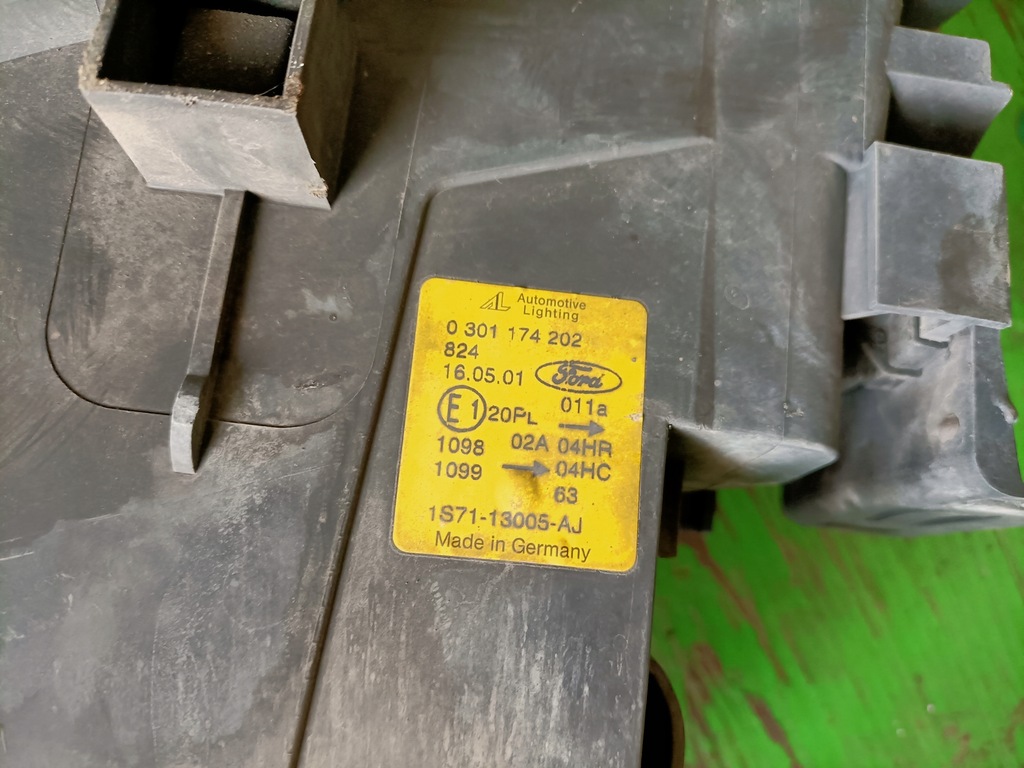 AL Automotive
Lighting
0 301 174 202
824
16.05.01 Ford
E1 20PL 011a
1098 02A 04HR
1099 04HC
63
1S71-13005-AJ
Made in Germany